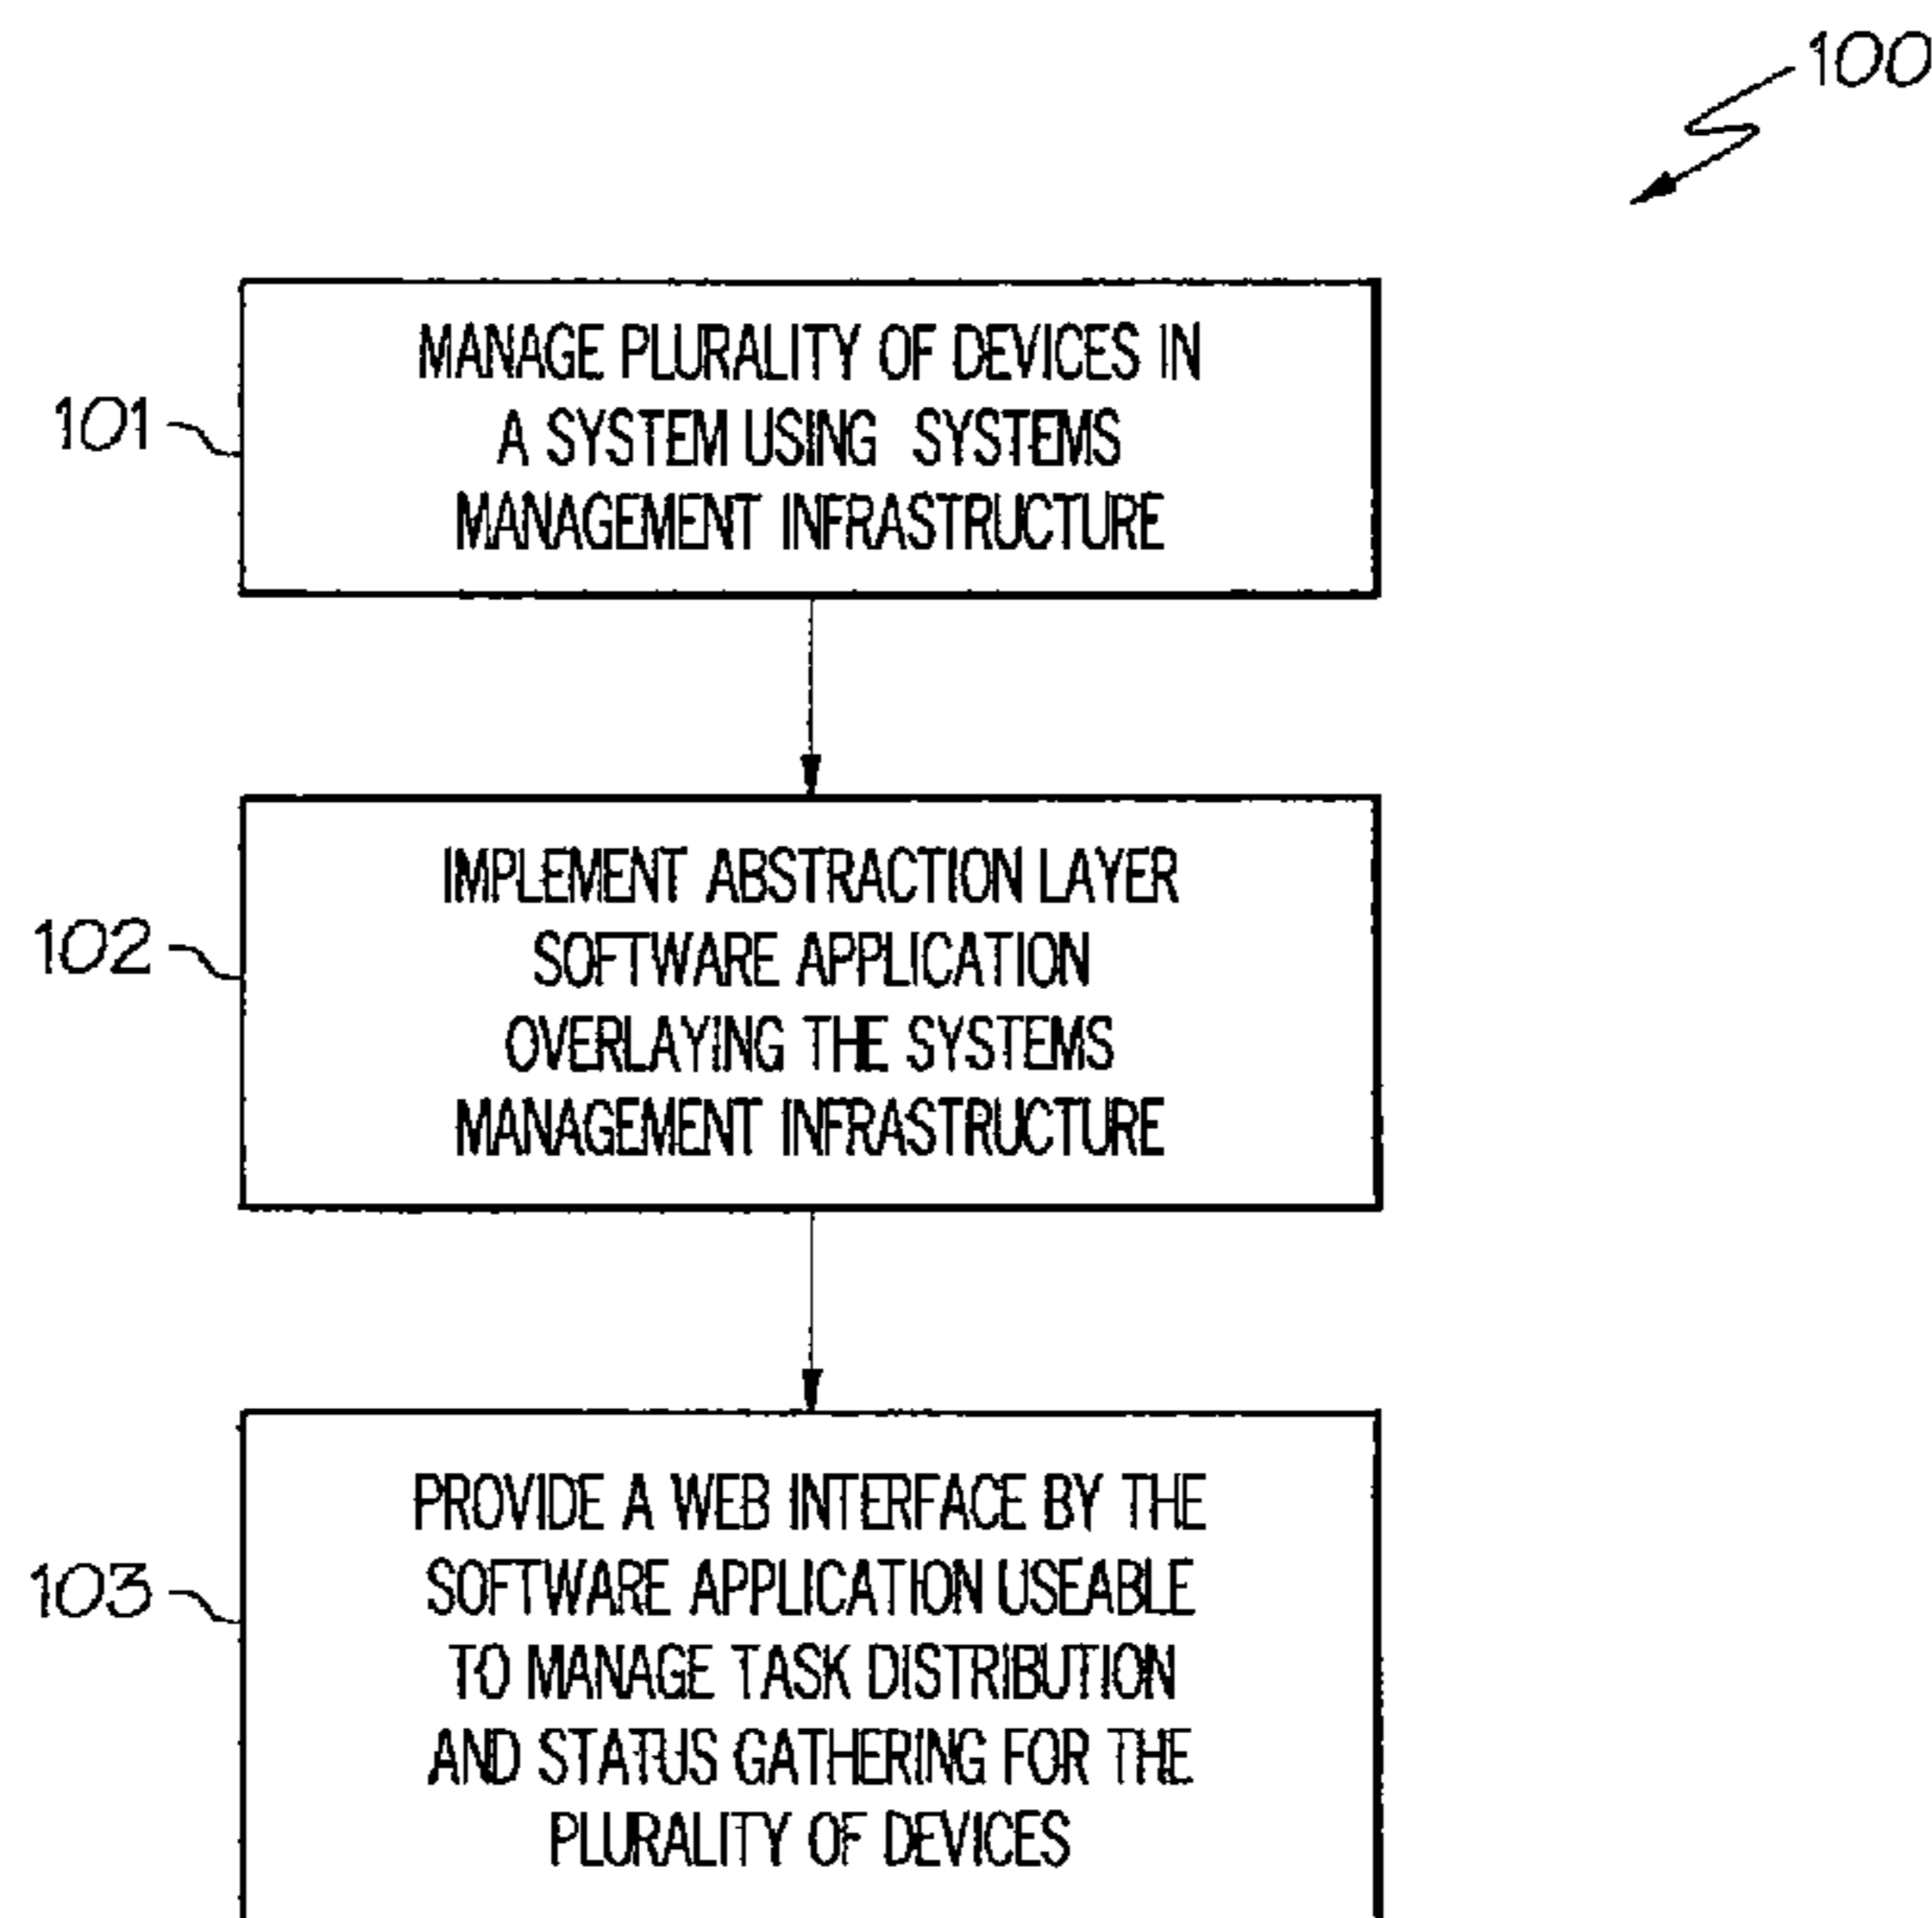 100
MANAGE PLURALITY OF DEVICES IN
A SYSTEM USING SYSTEMS
MANAGEMENT INFRASTRUCTURE
101
IMPLEMENT ABSTRACTION LAYER
SOFTWARE APPLICATION
OVERLAYING THE SYSTEMS
MANAGEMENT INFRASTRUCTURE
102
PROVIDE A WEB INTERFACE BY THE
SOFTWARE APPLICATION USEABLE
TO MANAGE TASK DISTRIBUTION
AND STATUS GATHERING FOR THE
PLURALITY OF DEVICES
103